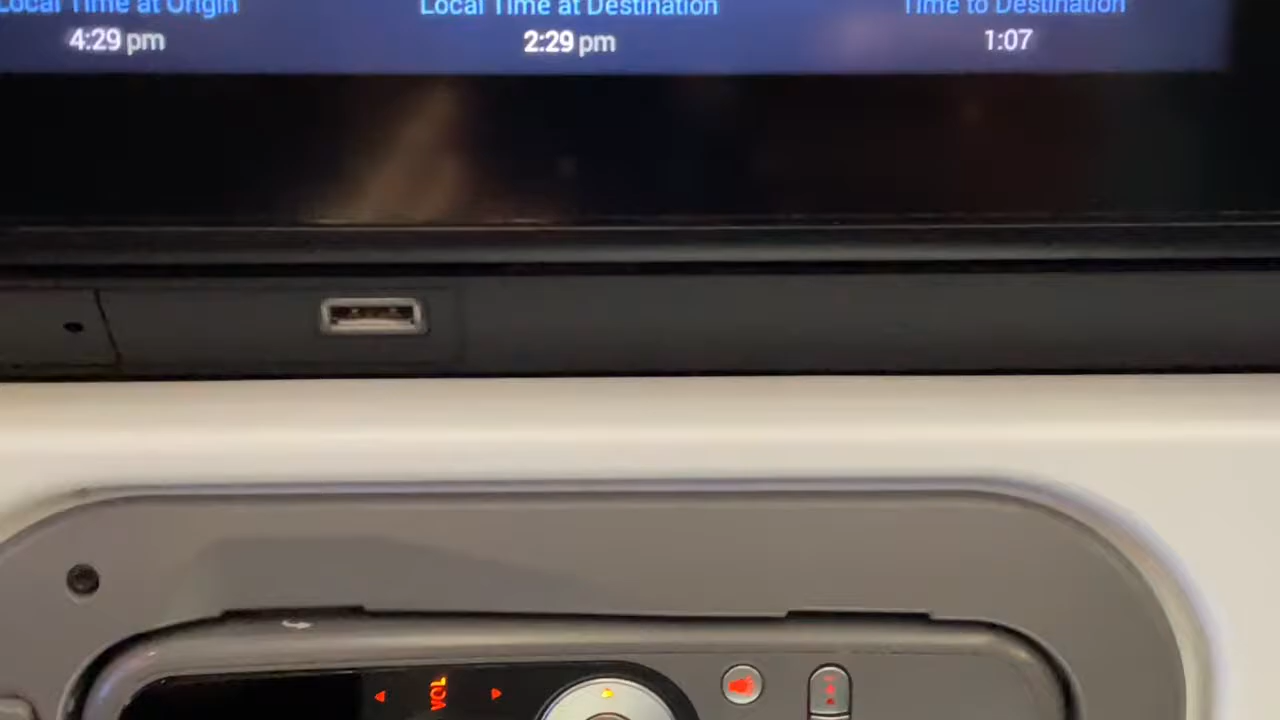 Local Time at Origin
Local Time at Destination
Time to Destination
4:29 pm
2:29 pm
1:07
VOL